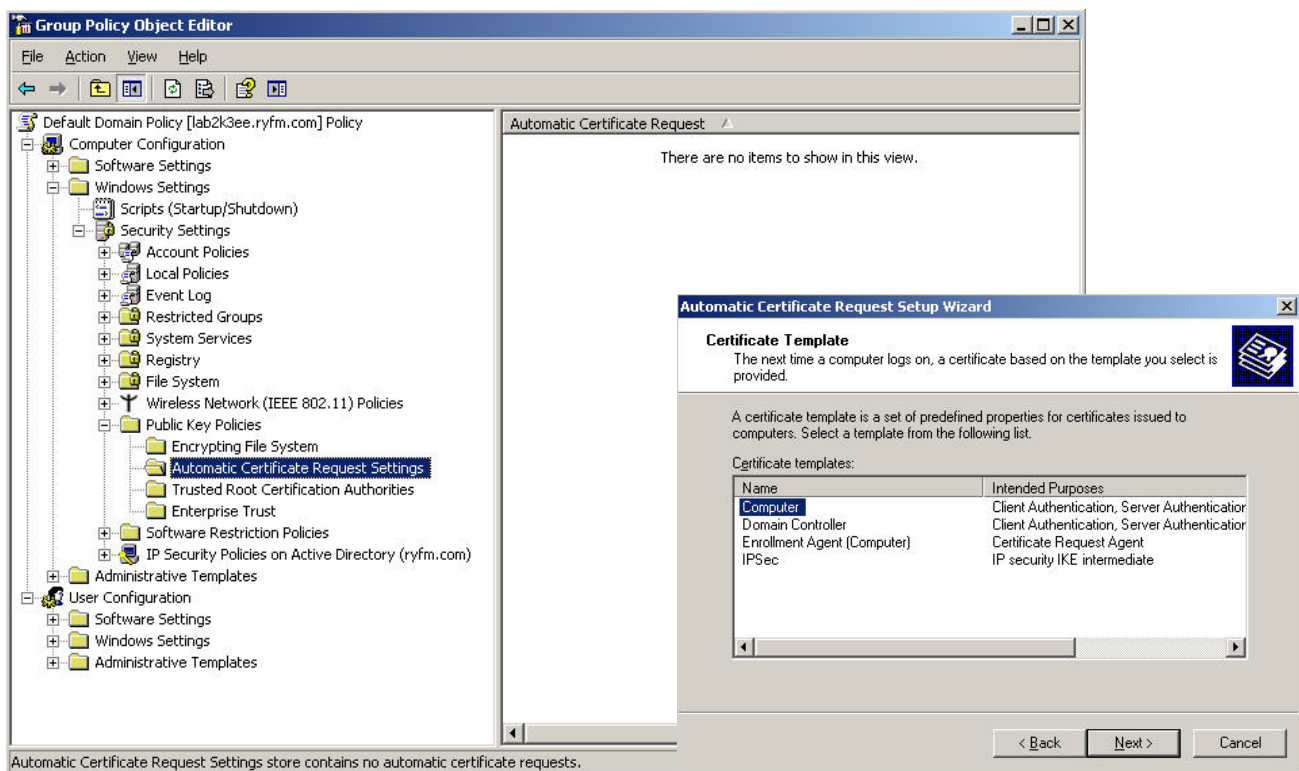 Group Policy Object Editor
File Action View Help
Default Domain Policy [lab2k3ee.ryfm.com] Policy
Computer Configuration
Software Settings
Windows Settings
Scripts (Startup/Shutdown)
Security Settings
Account Policies
Local Policies
Event Log
Restricted Groups
System Services
Registry
File System
Wireless Network (IEEE 802.11) Policies
Public Key Policies
Encrypting File System
Automatic Certificate Request Settings
Trusted Root Certification Authorities
Enterprise Trust
Software Restriction Policies
IP Security Policies on Active Directory (ryfm.com)
Administrative Templates
User Configuration
Software Settings
Windows Settings
Administrative Templates
Automatic Certificate Request
There are no items to show in this view.
Automatic Certificate Request Settings store contains no automatic certificate requests.
Automatic Certificate Request Setup Wizard
Certificate Template
The next time a computer logs on, a certificate based on the template you select is
provided.
A certificate template is a set of predefined properties for certificates issued to
computers. Select a template from the following list.
Certificate templates:
Name Intended Purposes
Computer Client Authentication, Server Authentication
Domain Controller Client Authentication, Server Authentication
Enrollment Agent (Computer) Certificate Request Agent
IPSec IP security IKE intermediate
< Back Next > Cancel